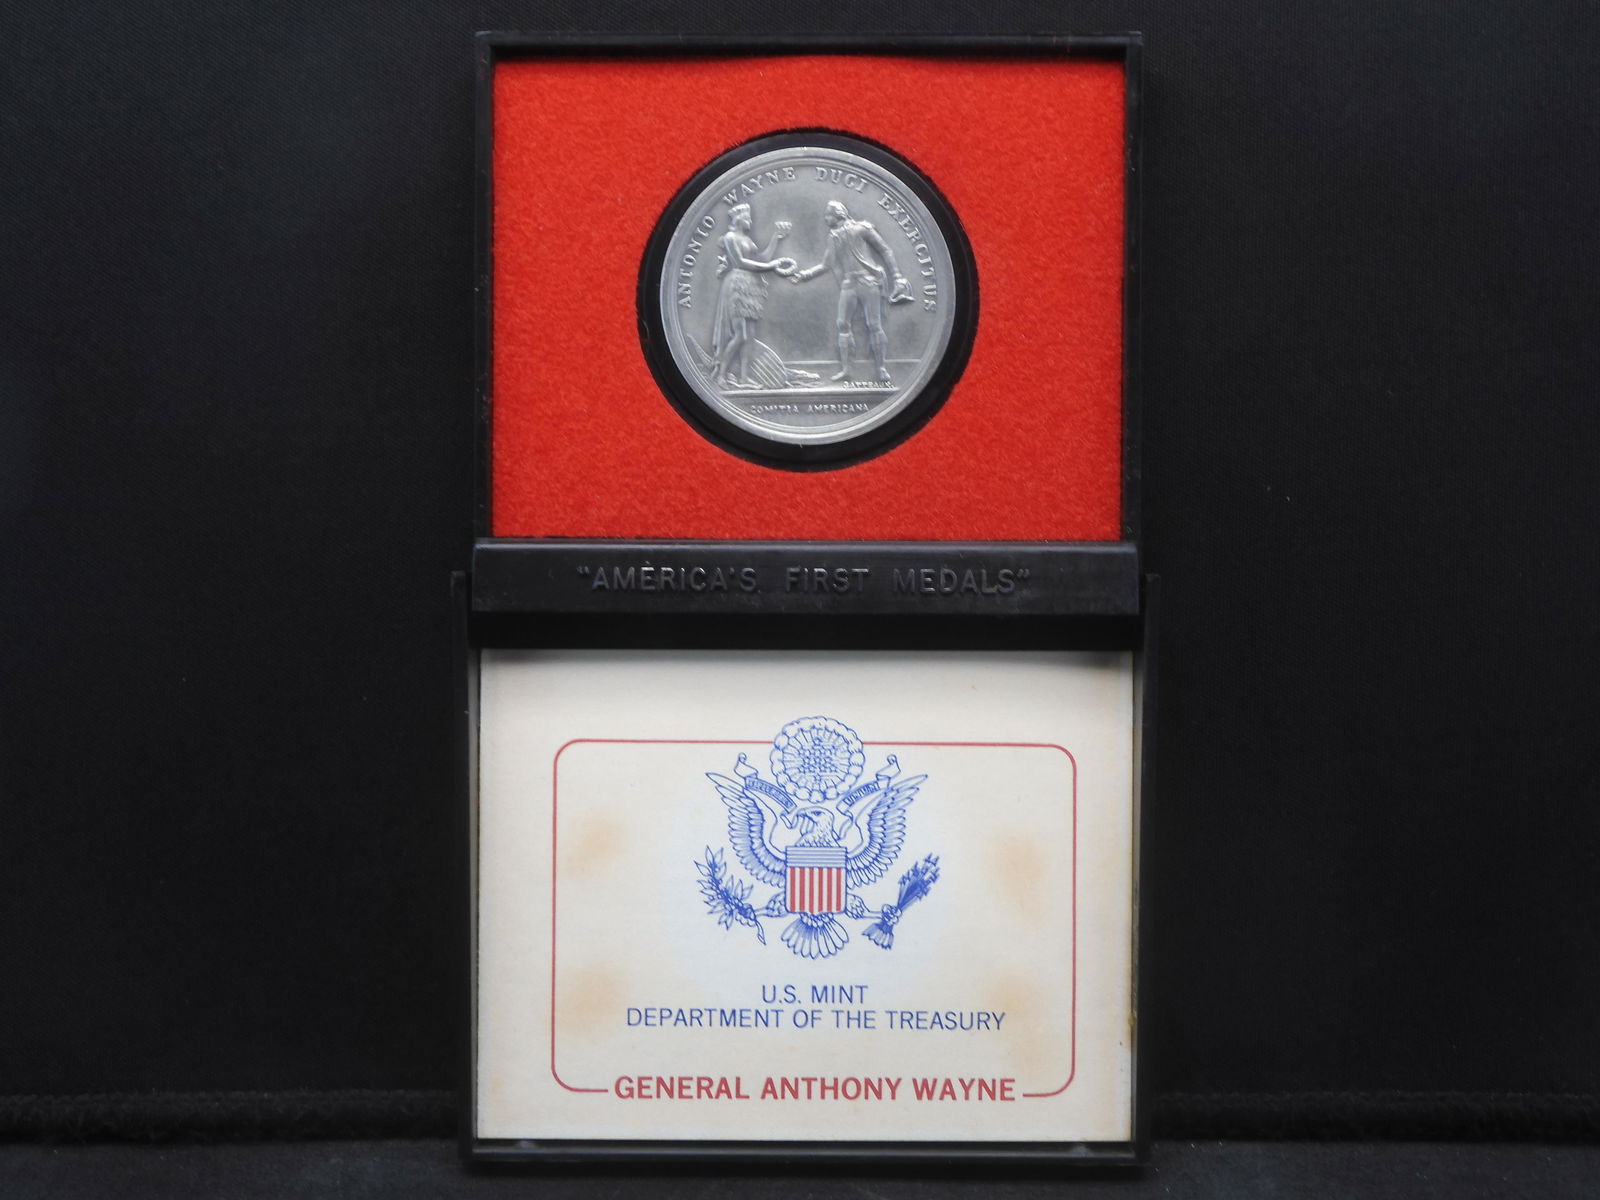 ANTONIO WAYNE DUCI EXERCITUS
GATTEAUX.
COMITIA AMERICANA
"AMERICA'S FIRST MEDALS"
U.S. MINT
DEPARTMENT OF THE TREASURY
GENERAL ANTHONY WAYNE